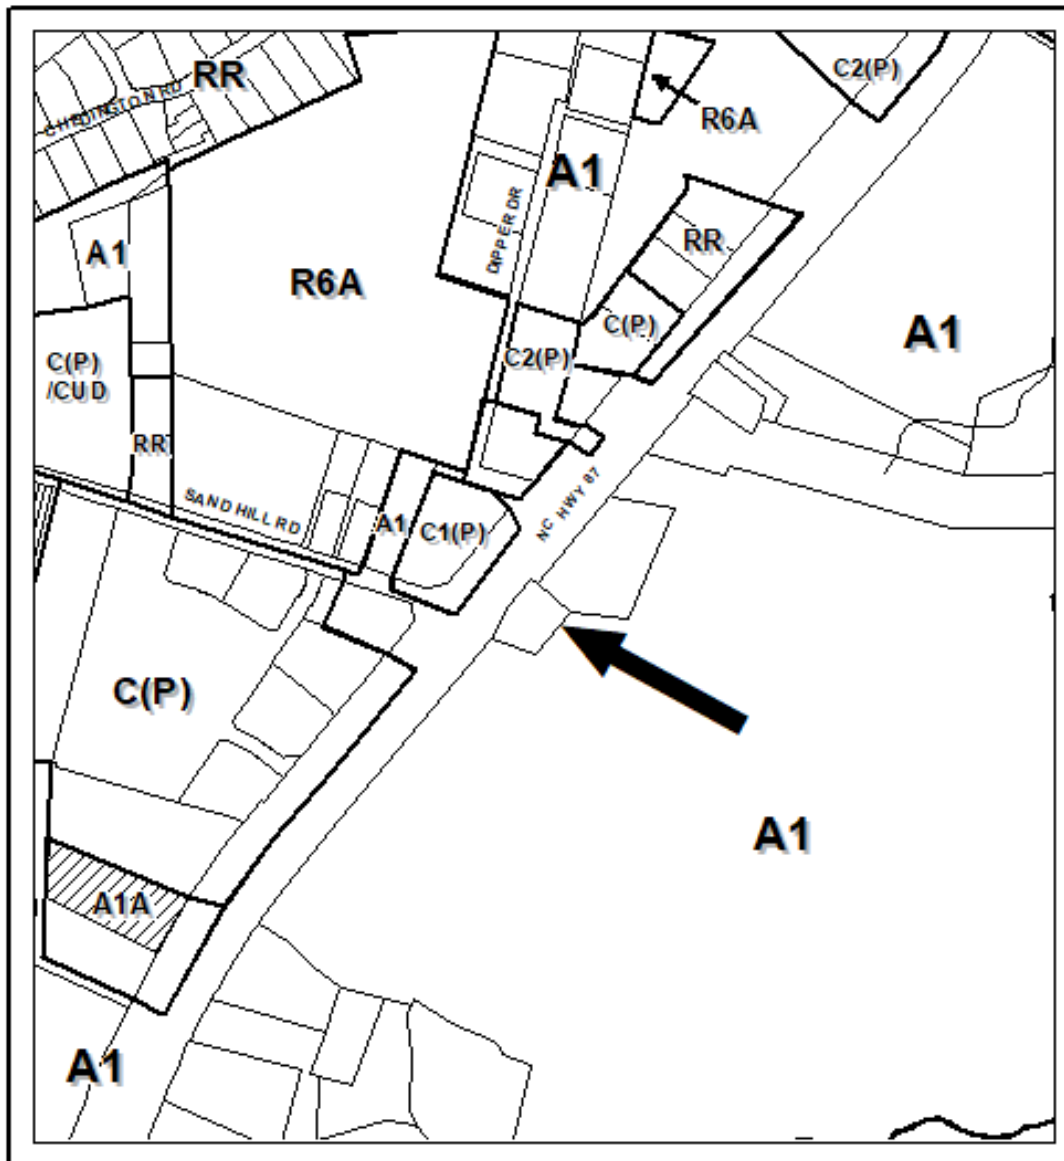 RR
C2(P)
CHEDINGTON RD
R6A
A1
DIPPER DR
RR
A1
R6A
C(P)
A1
C2(P)
C(P)
/CUD
RR
SANDHILL RD
A1
C1(P)
NC HWY 87
C(P)
A1
A1A
A1